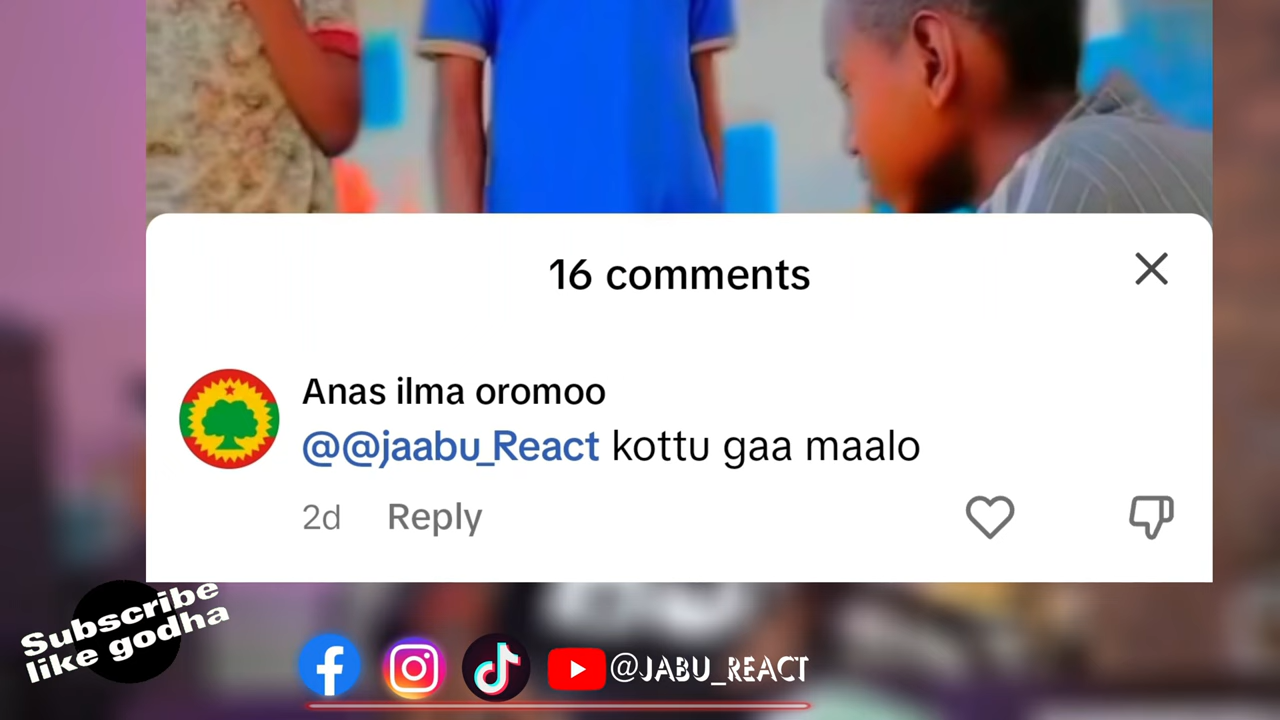 16 comments
Anas ilma oromoo
@@jaabu_React kottu gaa maalo
2d Reply
Subscribe
like godha
@JABU_REACT